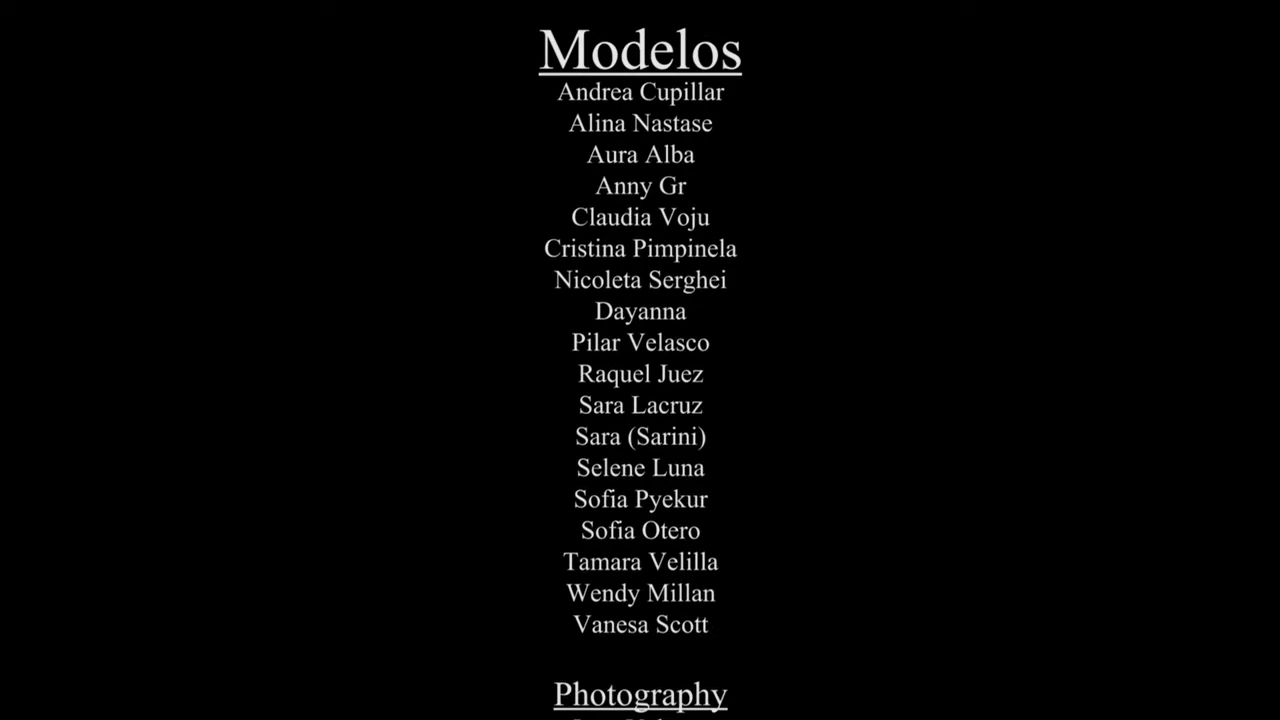 Modelos
Andrea Cupillar
Alina Nastase
Aura Alba
Anny Gr
Claudia Voju
Cristina Pimpinela
Nicoleta Serghei
Dayanna
Pilar Velasco
Raquel Juez
Sara Lacruz
Sara (Sarini)
Selene Luna
Sofia Pyekur
Sofia Otero
Tamara Velilla
Wendy Millan
Vanesa Scott
Photography